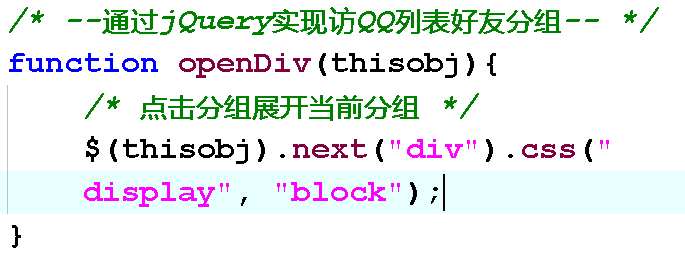 /* --通过jQuery实现访QQ列表好友分组-- */
function openDiv(thisobj){
/* 点击分组展开当前分组 */
$(thisobj).next("div").css("
display", "block");
}